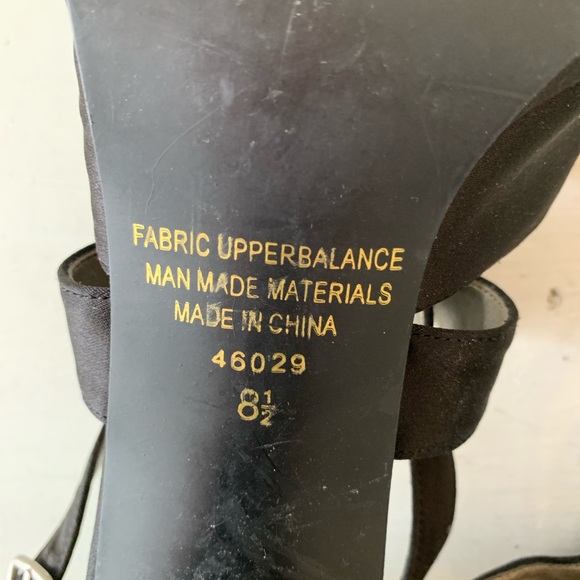 FABRIC UPPERBALANCE
MAN MADE MATERIALS
MADE IN CHINA
46029
8½